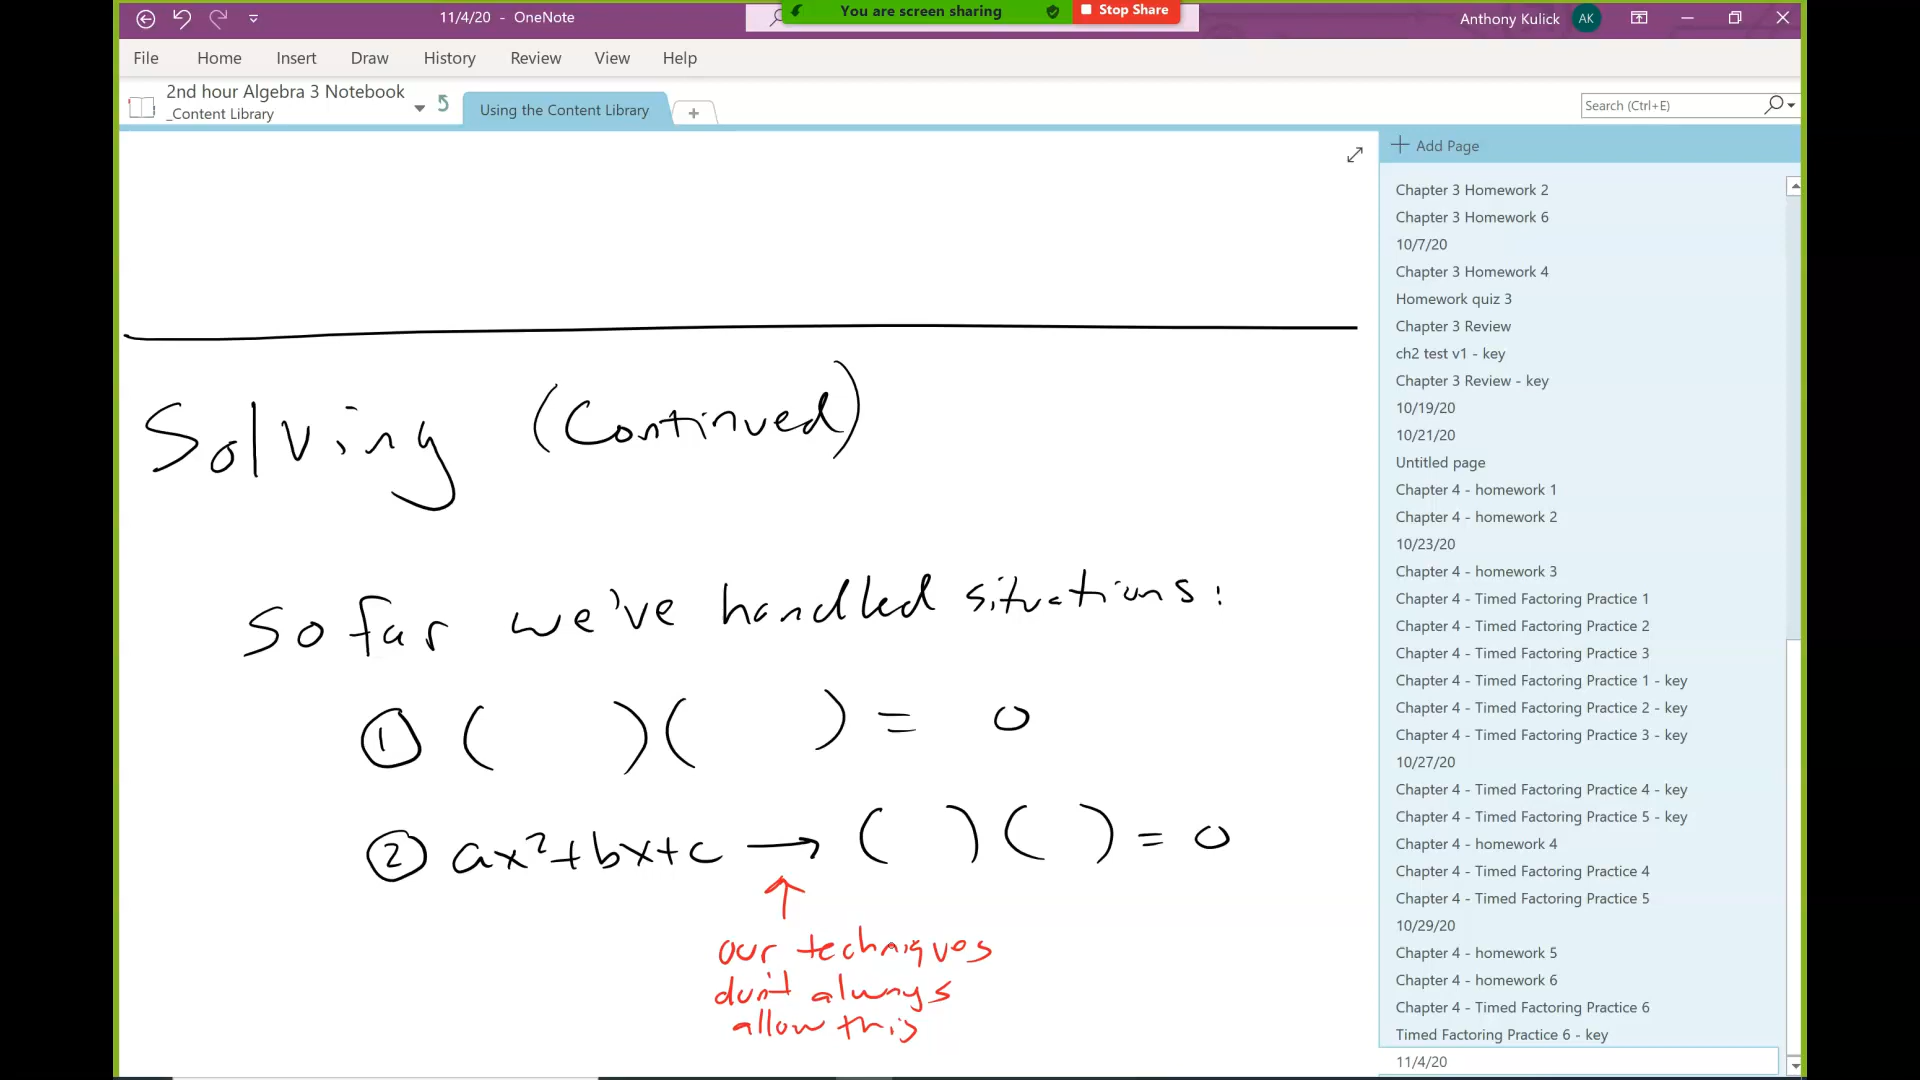 11/4/20 - OneNote
You are screen sharing
Stop Share
Anthony Kulick
AK
File Home Insert Draw History Review View Help
2nd hour Algebra 3 Notebook
_Content Library
Using the Content Library
Search (Ctrl+E)
Solving (Continued)
So far we've handled situations:
① ( )( ) = 0
② ax²+bx+c → ( )( ) = 0
↑
our techniques
don't always
allow this
Add Page
Chapter 3 Homework 2
Chapter 3 Homework 6
10/7/20
Chapter 3 Homework 4
Homework quiz 3
Chapter 3 Review
ch2 test v1 - key
Chapter 3 Review - key
10/19/20
10/21/20
Untitled page
Chapter 4 - homework 1
Chapter 4 - homework 2
10/23/20
Chapter 4 - homework 3
Chapter 4 - Timed Factoring Practice 1
Chapter 4 - Timed Factoring Practice 2
Chapter 4 - Timed Factoring Practice 3
Chapter 4 - Timed Factoring Practice 1 - key
Chapter 4 - Timed Factoring Practice 2 - key
Chapter 4 - Timed Factoring Practice 3 - key
10/27/20
Chapter 4 - Timed Factoring Practice 4 - key
Chapter 4 - Timed Factoring Practice 5 - key
Chapter 4 - homework 4
Chapter 4 - Timed Factoring Practice 4
Chapter 4 - Timed Factoring Practice 5
10/29/20
Chapter 4 - homework 5
Chapter 4 - homework 6
Chapter 4 - Timed Factoring Practice 6
Timed Factoring Practice 6 - key
11/4/20